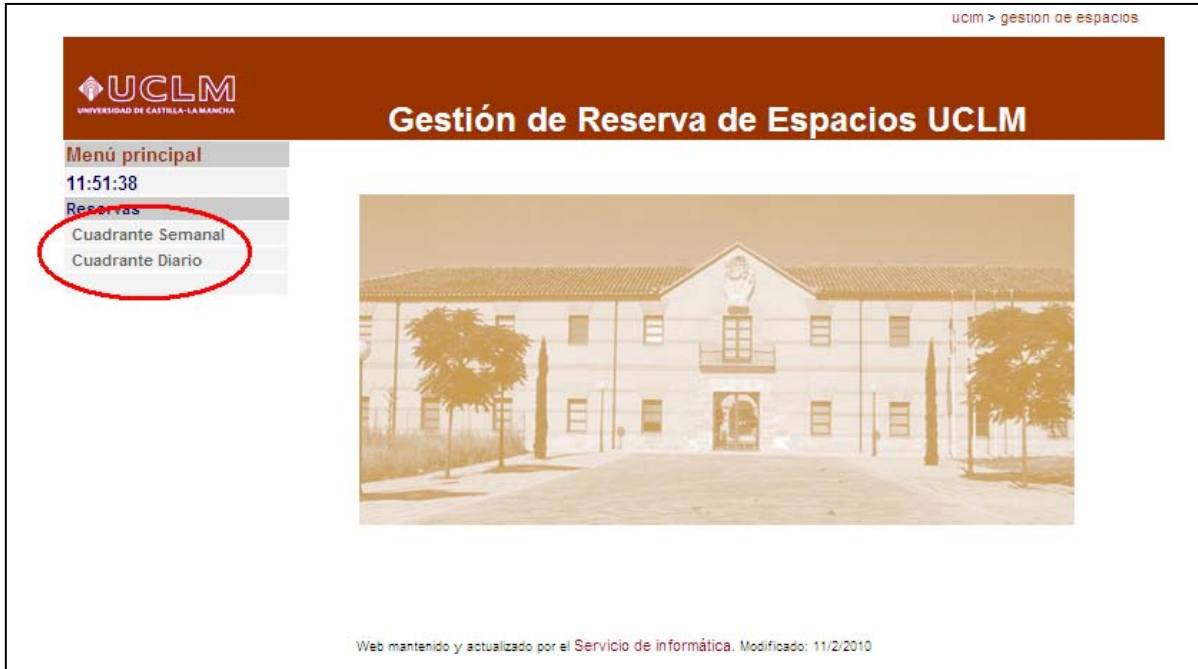 uclm > gestion de espacios
UCLM
UNIVERSIDAD DE CASTILLA-LA MANCHA
Gestión de Reserva de Espacios UCLM
Menú principal
11:51:38
Reservas
Cuadrante Semanal
Cuadrante Diario
Web mantenido y actualizado por el Servicio de informática. Modificado: 11/2/2010